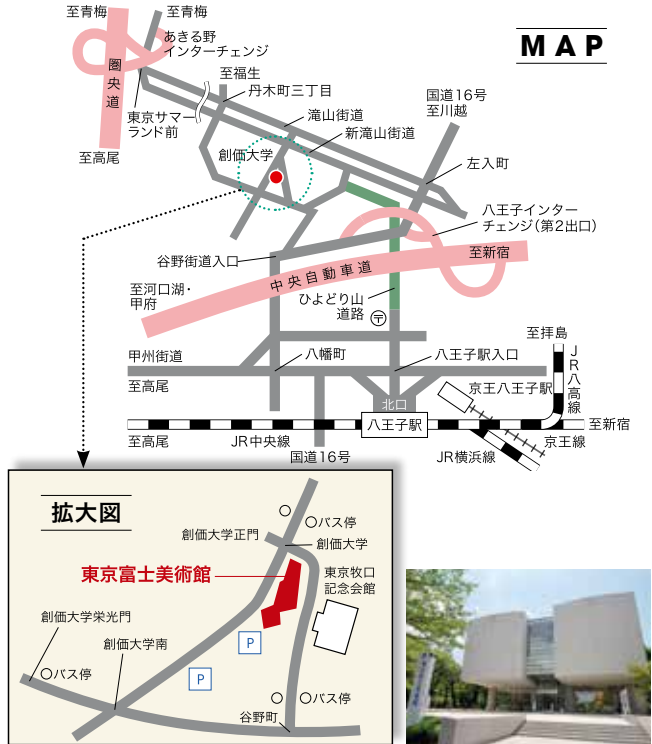 至青梅
至青梅
あきる野
インターチェンジ
MAP
圏央道
至福生
丹木町三丁目
国道16号
至川越
東京サマー
ランド前
滝山街道
新滝山街道
至高尾
創価大学
左入町
八王子インター
チェンジ(第2出口)
谷野街道入口
中央自動車道
至新宿
至河口湖・
甲府
ひよどり山
道路
〒
至拝島
甲州街道
八幡町
八王子駅入口
JR八高線
至高尾
京王八王子駅
北口
八王子駅
至新宿
至高尾
JR中央線
京王線
国道16号
JR横浜線
拡大図
バス停
創価大学正門
創価大学
東京富士美術館
東京牧口
記念会館
創価大学栄光門
創価大学南
P
バス停
P
バス停
谷野町